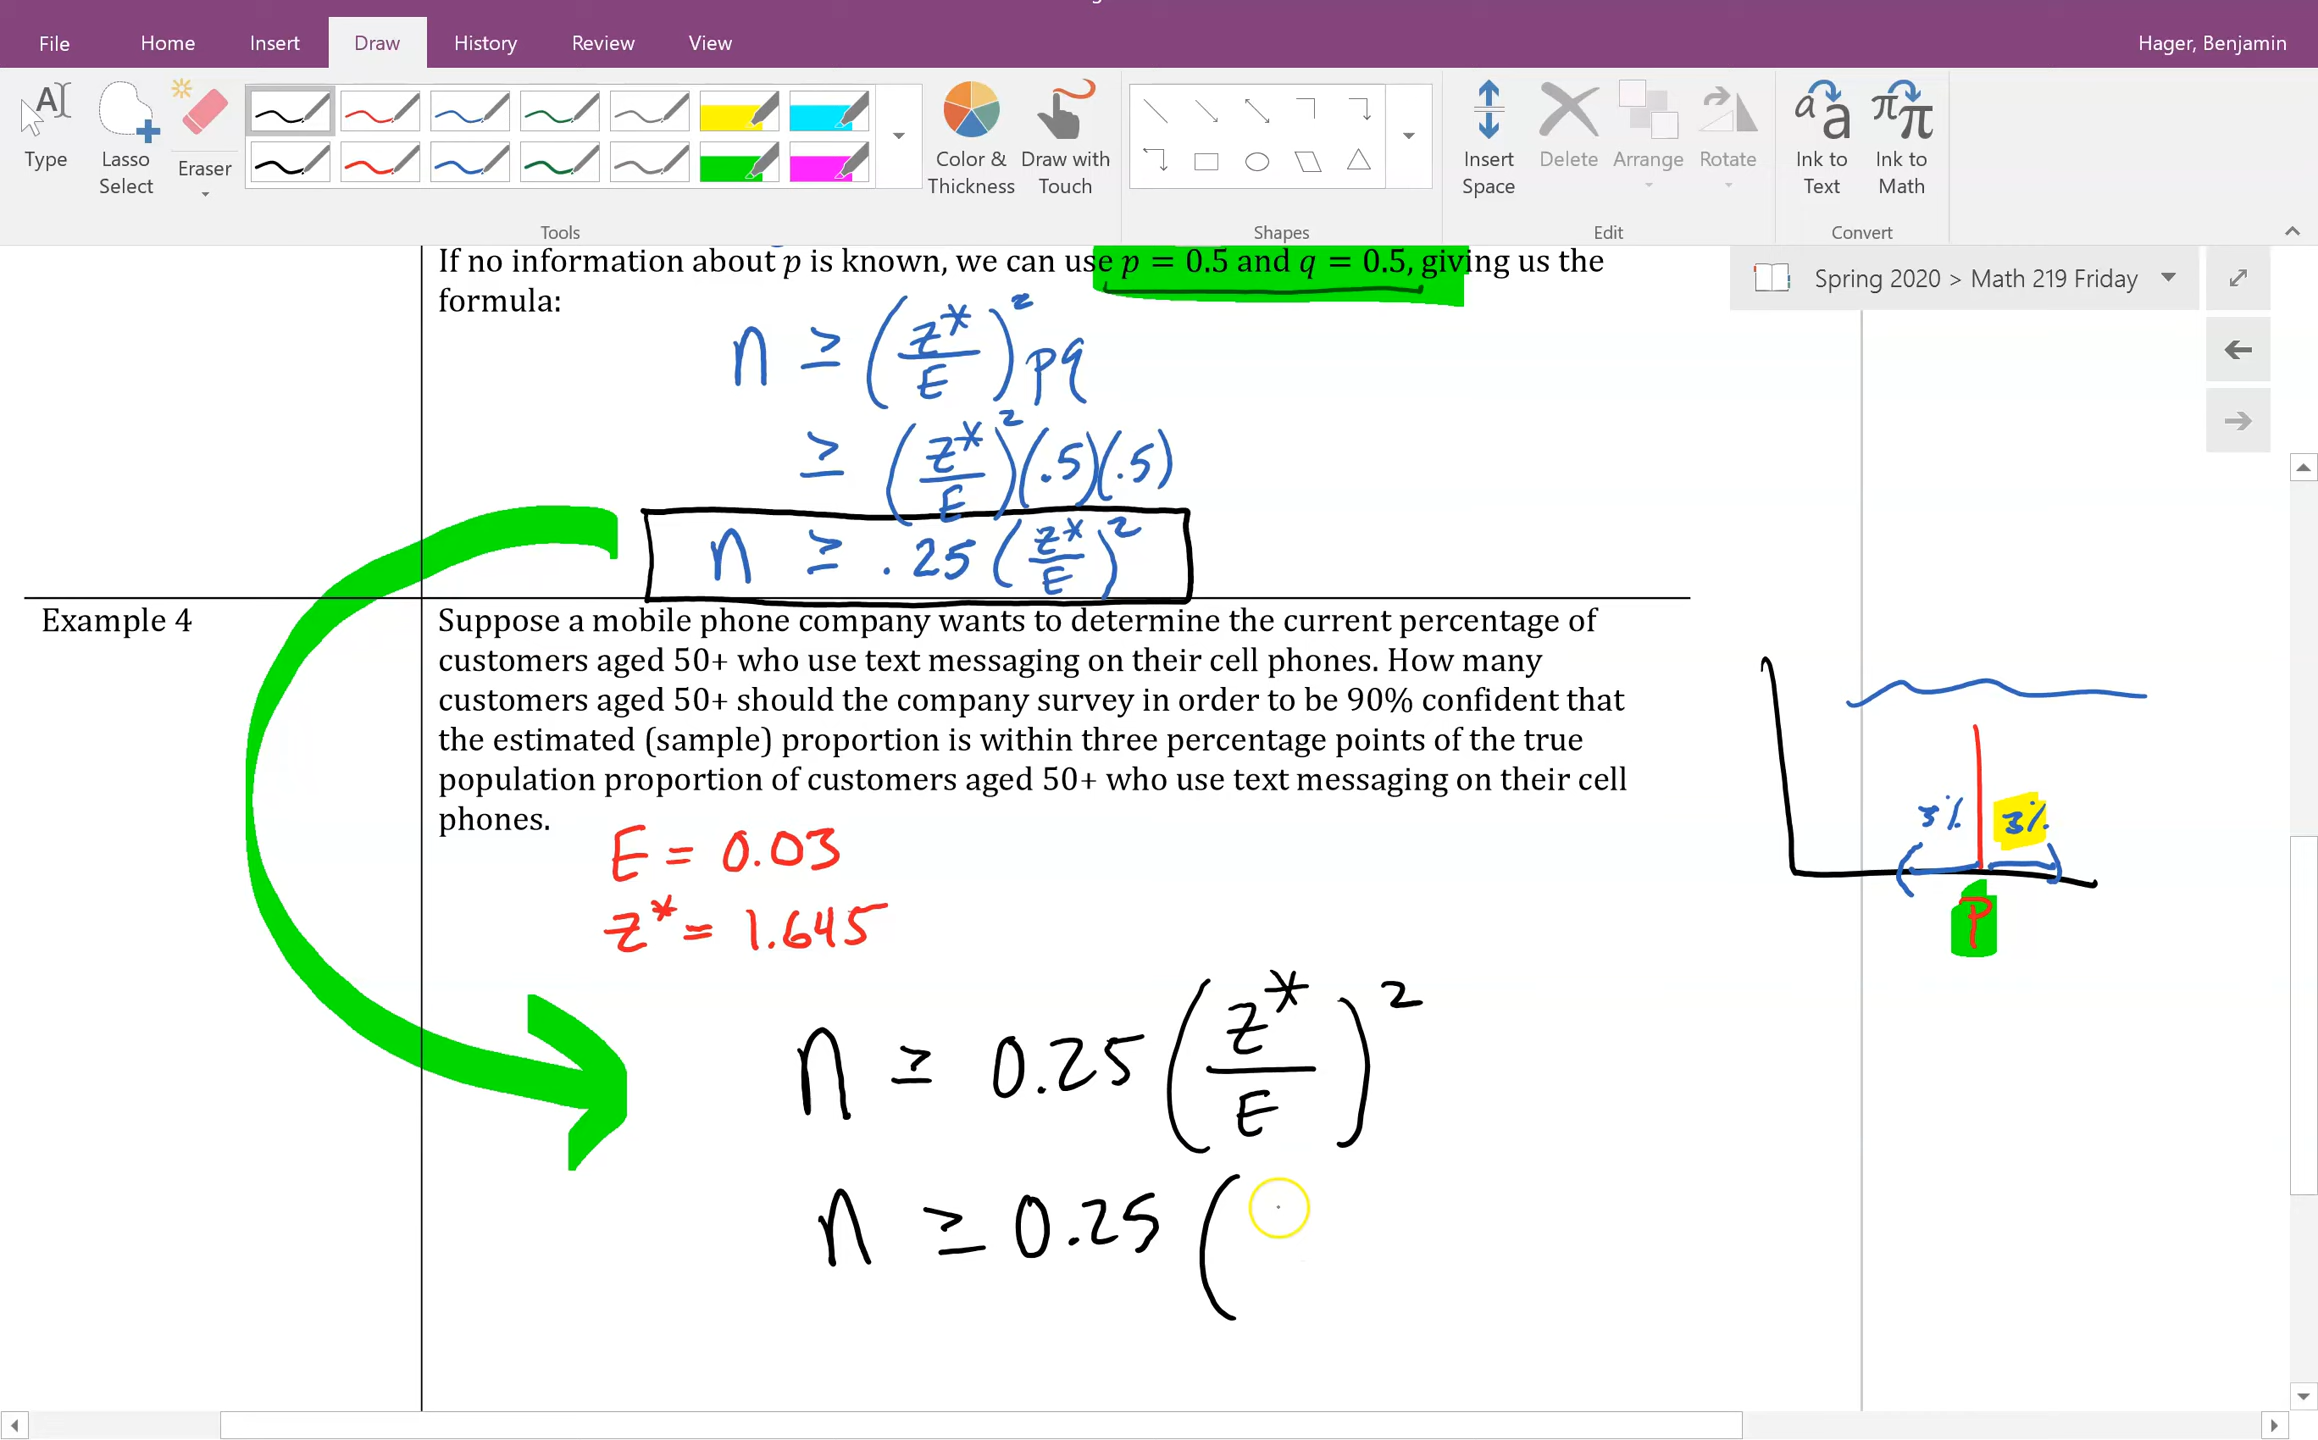 File Home Insert Draw History Review View Hager, Benjamin
Type
Lasso Select
Eraser
Color & Thickness
Draw with Touch
Insert Space
Delete
Arrange
Rotate
Ink to Text
Ink to Math
Tools Shapes Edit Convert
Spring 2020 > Math 219 Friday
If no information about p is known, we can use p = 0.5 and q = 0.5, giving us the
formula:
n ≥ (z*/E)² pq
≥ (z*/E)² (.5)(.5)
n ≥ .25 (z*/E)²
Example 4
Suppose a mobile phone company wants to determine the current percentage of
customers aged 50+ who use text messaging on their cell phones. How many
customers aged 50+ should the company survey in order to be 90% confident that
the estimated (sample) proportion is within three percentage points of the true
population proportion of customers aged 50+ who use text messaging on their cell
phones.
E = 0.03
z* = 1.645
n ≥ 0.25 (z*/E)²
n ≥ 0.25 (
3% 3%
P